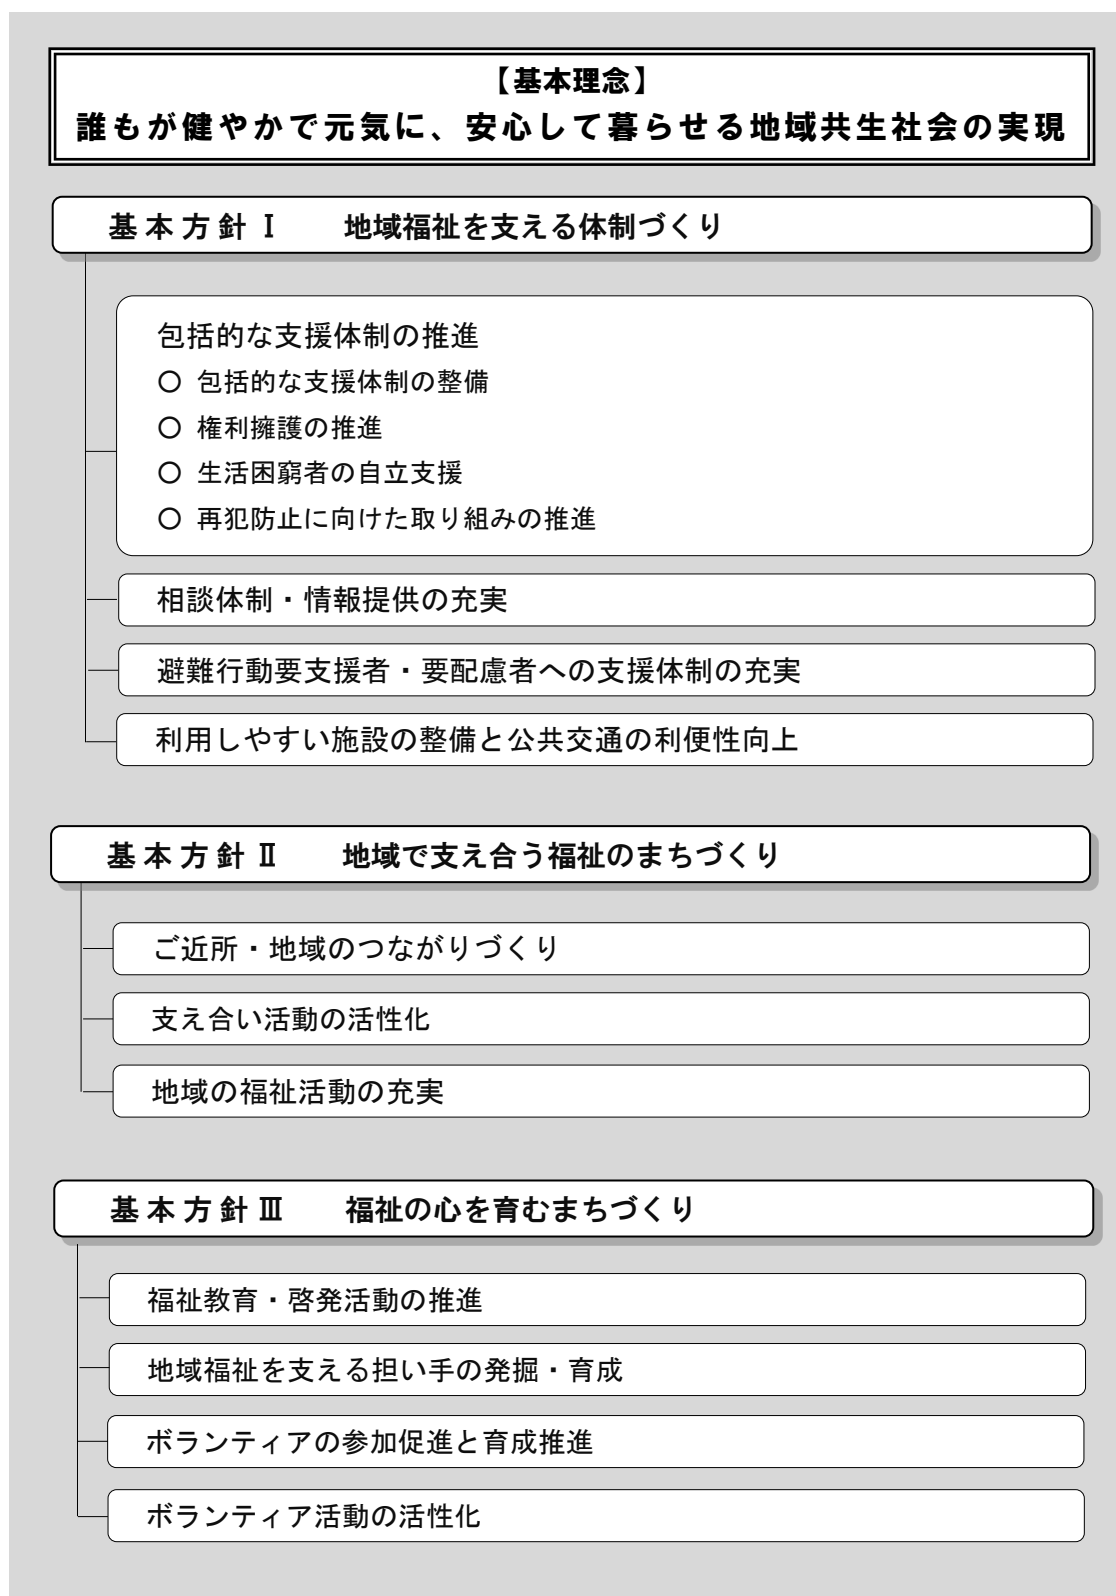 【基本理念】
誰もが健やかで元気に、安心して暮らせる地域共生社会の実現
基本方針Ⅰ　地域福祉を支える体制づくり
包括的な支援体制の推進
〇 包括的な支援体制の整備
〇 権利擁護の推進
〇 生活困窮者の自立支援
〇 再犯防止に向けた取り組みの推進
相談体制・情報提供の充実
避難行動要支援者・要配慮者への支援体制の充実
利用しやすい施設の整備と公共交通の利便性向上
基本方針Ⅱ　地域で支え合う福祉のまちづくり
ご近所・地域のつながりづくり
支え合い活動の活性化
地域の福祉活動の充実
基本方針Ⅲ　福祉の心を育むまちづくり
福祉教育・啓発活動の推進
地域福祉を支える担い手の発掘・育成
ボランティアの参加促進と育成推進
ボランティア活動の活性化